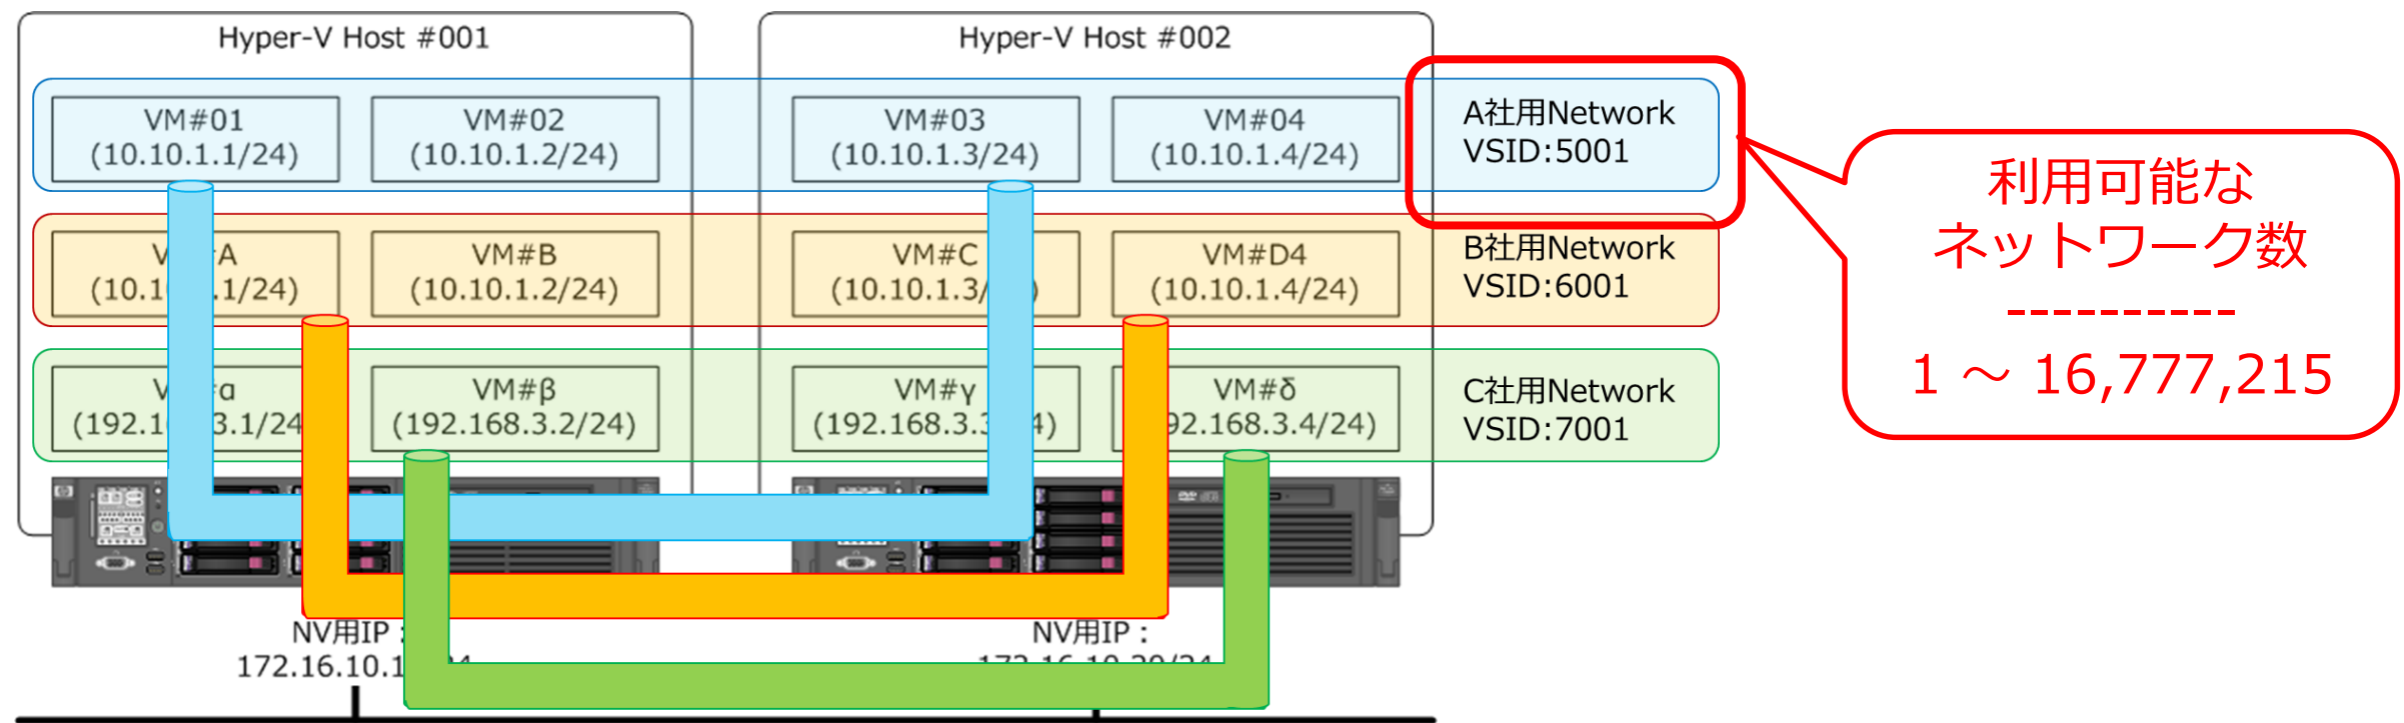 Hyper-V Host #001
Hyper-V Host #002
VM#01
(10.10.1.1/24)
VM#02
(10.10.1.2/24)
VM#03
(10.10.1.3/24)
VM#04
(10.10.1.4/24)
A社用Network
VSID:5001
利用可能な
ネットワーク数
----------
1 ～ 16,777,215
A
(10.1 .1/24)
VM#B
(10.10.1.2/24)
VM#C
(10.10.1.3/ )
VM#D4
(10.10.1.4/24)
B社用Network
VSID:6001
α
(192.1 3.1/24
VM#β
(192.168.3.2/24)
VM#γ
(192.168.3. 4)
VM#δ
92.168.3.4/24)
C社用Network
VSID:7001
NV用IP :
172.16.10.1
NV用IP :